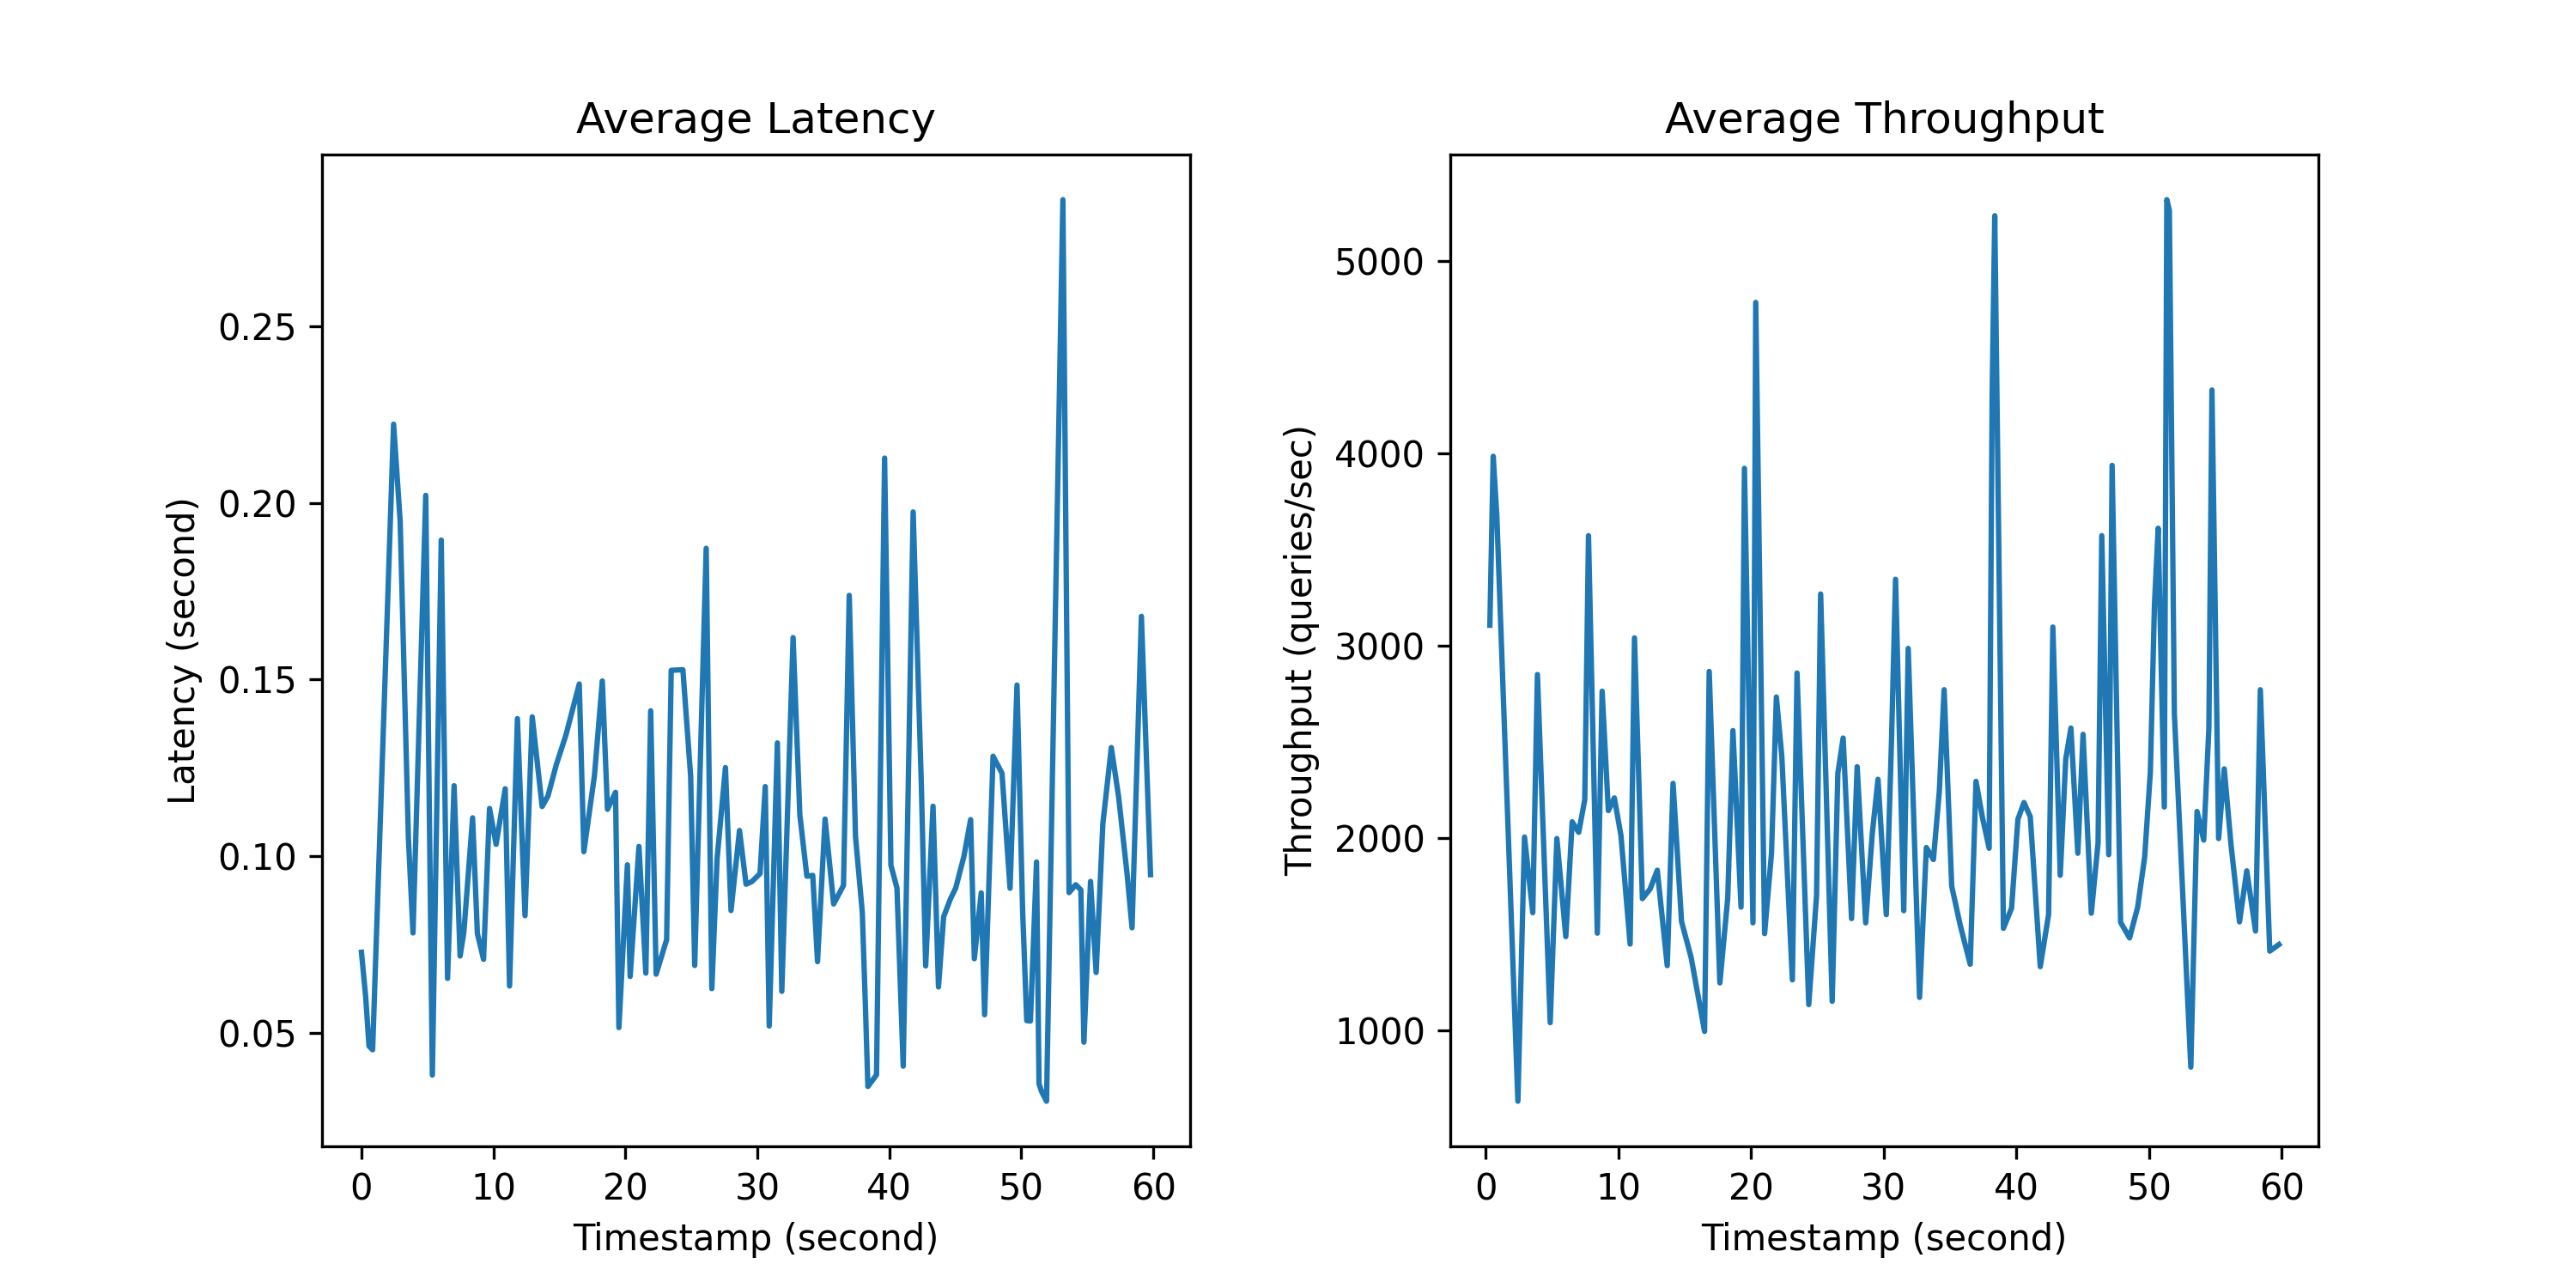 Average Latency
Latency (second)
0.25
0.20
0.15
0.10
0.05
0 10 20 30 40 50 60
Timestamp (second)
Average Throughput
Throughput (queries/sec)
5000
4000
3000
2000
1000
0 10 20 30 40 50 60
Timestamp (second)